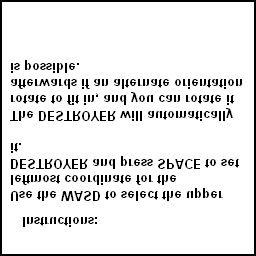 Instructions:
Use the WASD to select the upper
leftmost coordinate for the
DESTROYER and press SPACE to set
it.
The DESTROYER will automatically
rotate to fit in, and you can rotate it
afterwards if an alternate orientation
is possible.